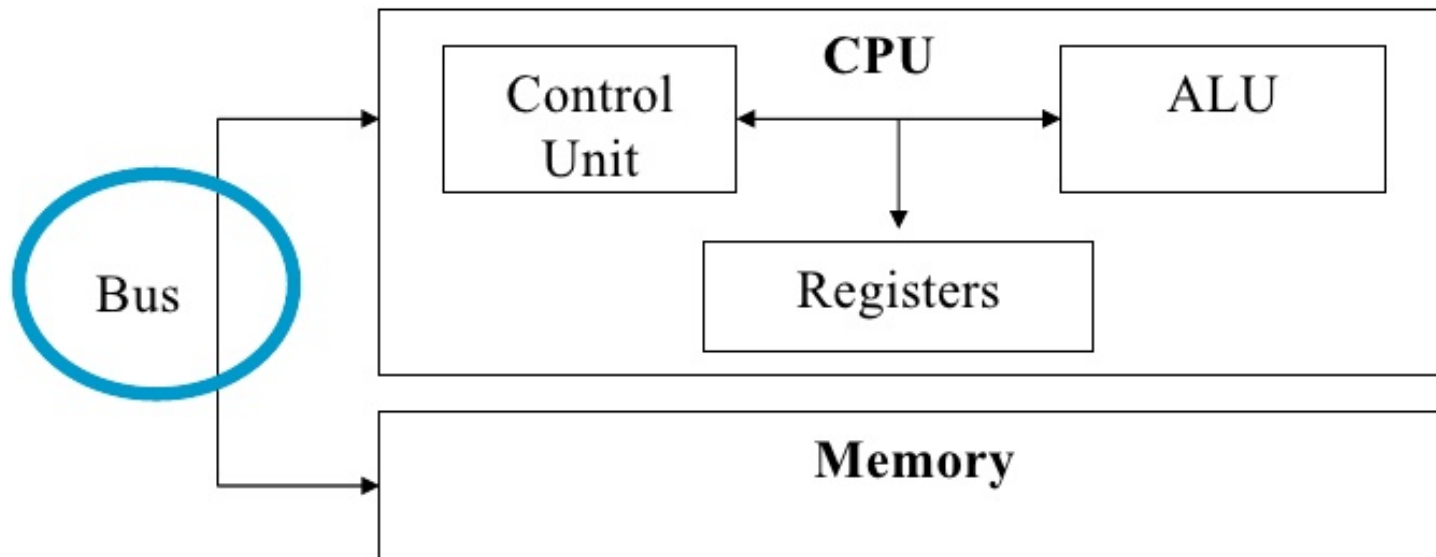 CPU
Control
Unit
ALU
Bus
Registers
Memory